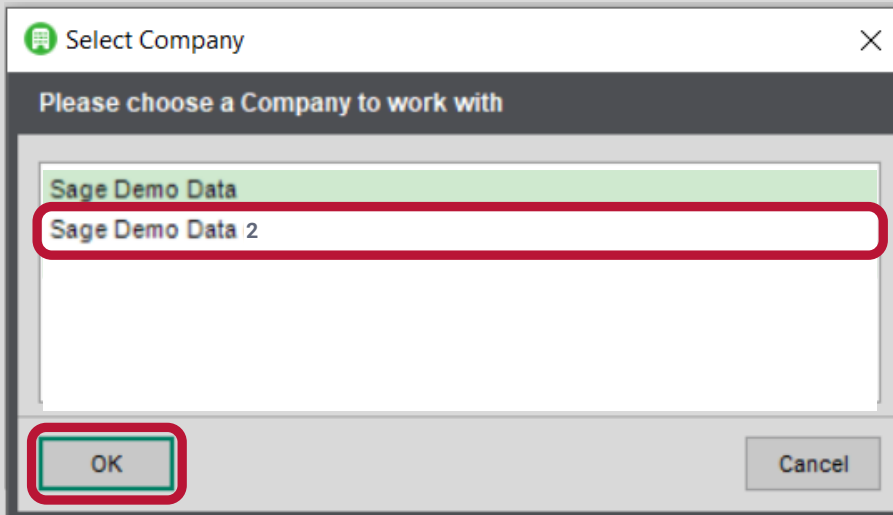 Select Company
Please choose a Company to work with
Sage Demo Data
Sage Demo Data 2
OK Cancel